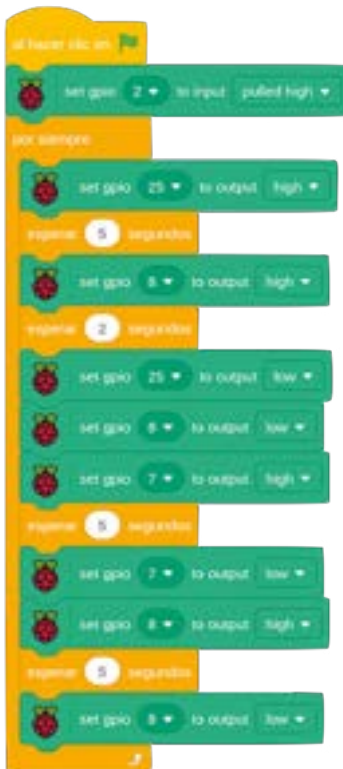 al hacer clic en
set gpio 2 to input pulled high
por siempre
set gpio 25 to output high
esperar 5 segundos
set gpio 8 to output high
esperar 2 segundos
set gpio 25 to output low
set gpio 8 to output low
set gpio 7 to output high
esperar 5 segundos
set gpio 7 to output low
set gpio 8 to output high
esperar 5 segundos
set gpio 8 to output low